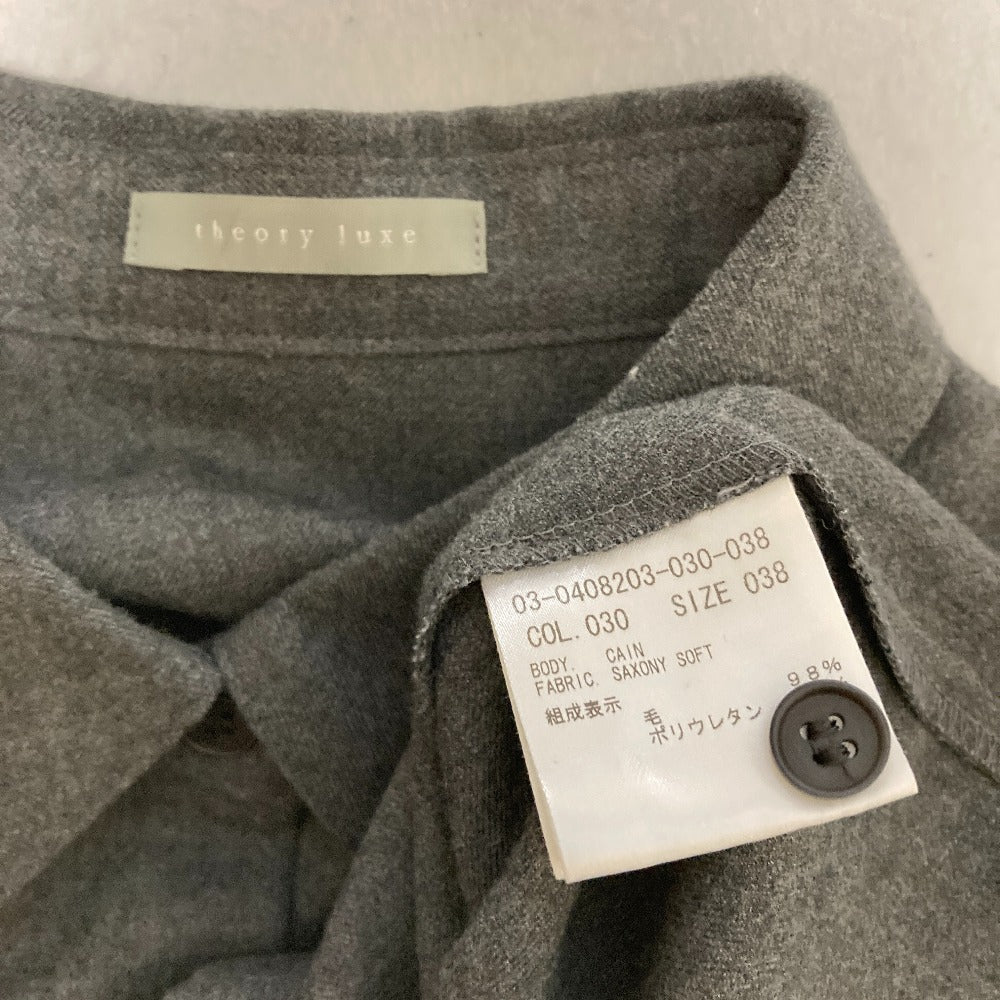 theory luxe
03-0408203-030-038
COL. 030 SIZE 038
BODY. CAIN
FABRIC. SAXONY SOFT
組成表示 毛 98%
ポリウレタン